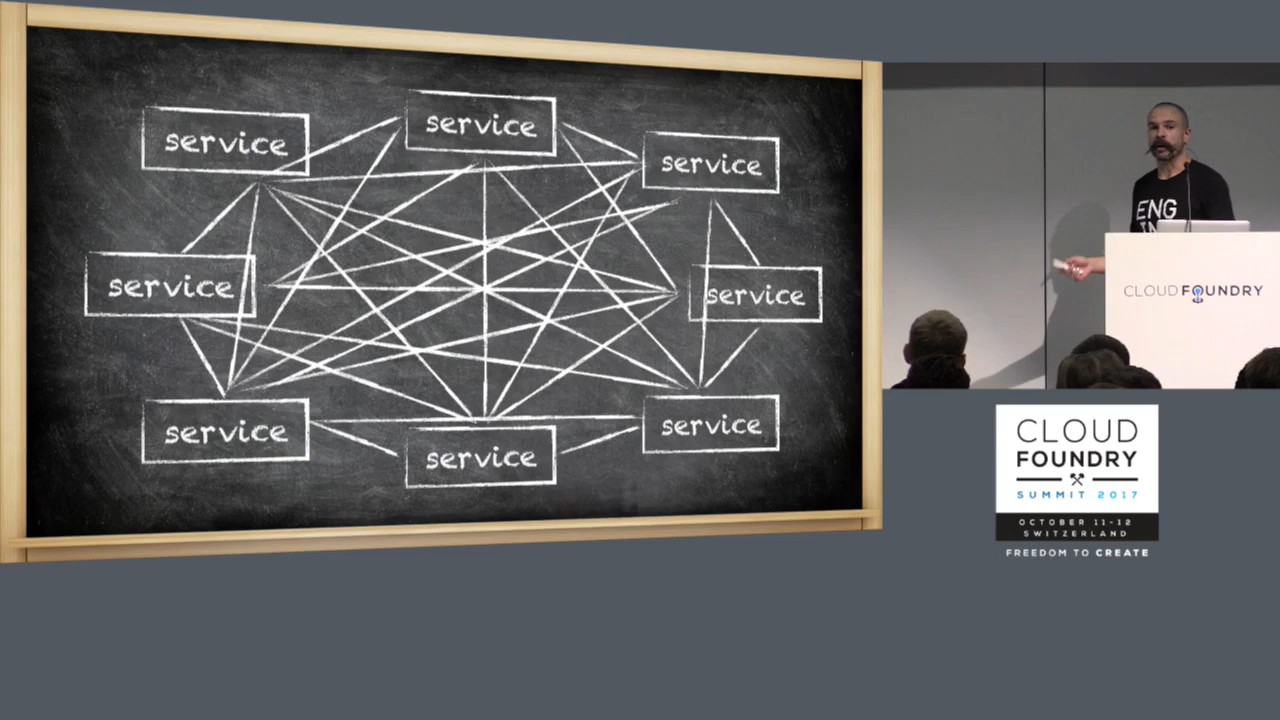 service
service
service
service
service
service
service
service
ENG
CLOUD FOUNDRY
CLOUD
FOUNDRY
SUMMIT 2017
OCTOBER 11-12
SWITZERLAND
FREEDOM TO CREATE